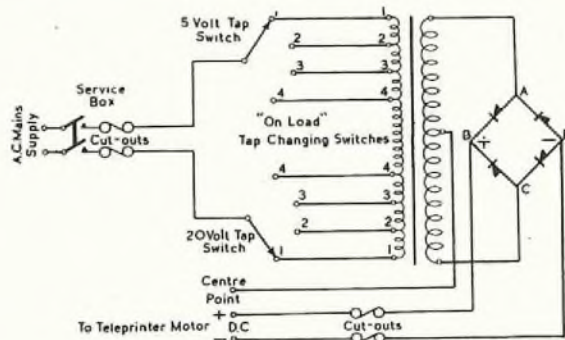 5 Volt Tap
Switch
1
1
2
2
3
3
4
4
Service
Box
Cut-outs
A.C. Mains
Supply
"On Load"
Tap Changing Switches
4
4
3
3
2
2
1
1
20 Volt Tap
Switch
A
B
+
−
C
Centre
Point
+
To Teleprinter Motor D.C
−
Cut-outs